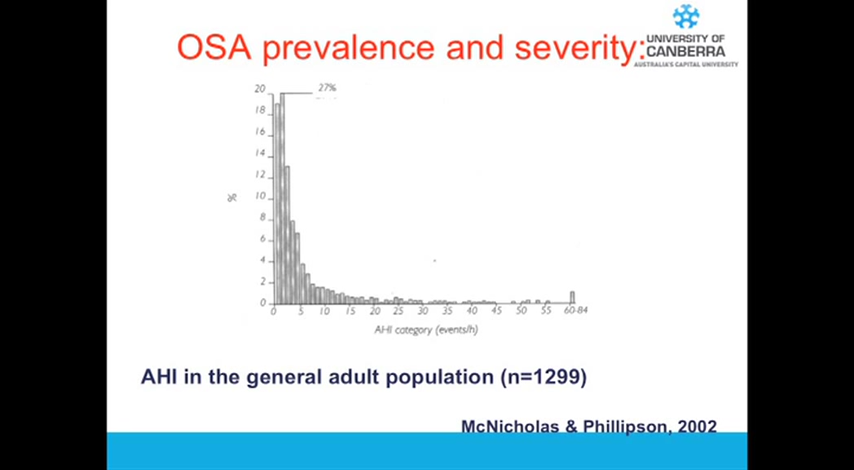 OSA prevalence and severity:
UNIVERSITY OF
CANBERRA
AUSTRALIA'S CAPITAL UNIVERSITY
27%
20
18
16
14
12
10
8
6
4
2
0
%
0 5 10 15 20 25 30 35 40 45 50 55 60-84
AHI category (events/h)
AHI in the general adult population (n=1299)
McNicholas & Phillipson, 2002